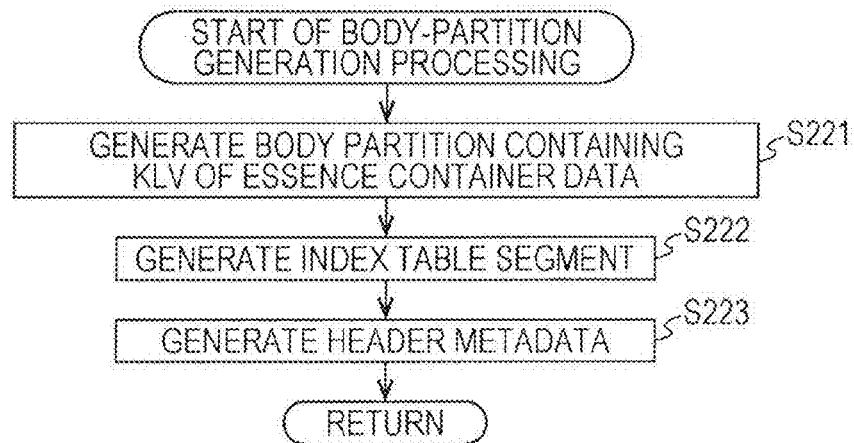 START OF BODY-PARTITION
GENERATION PROCESSING
GENERATE BODY PARTITION CONTAINING
KLV OF ESSENCE CONTAINER DATA
S221
GENERATE INDEX TABLE SEGMENT
S222
GENERATE HEADER METADATA
S223
RETURN